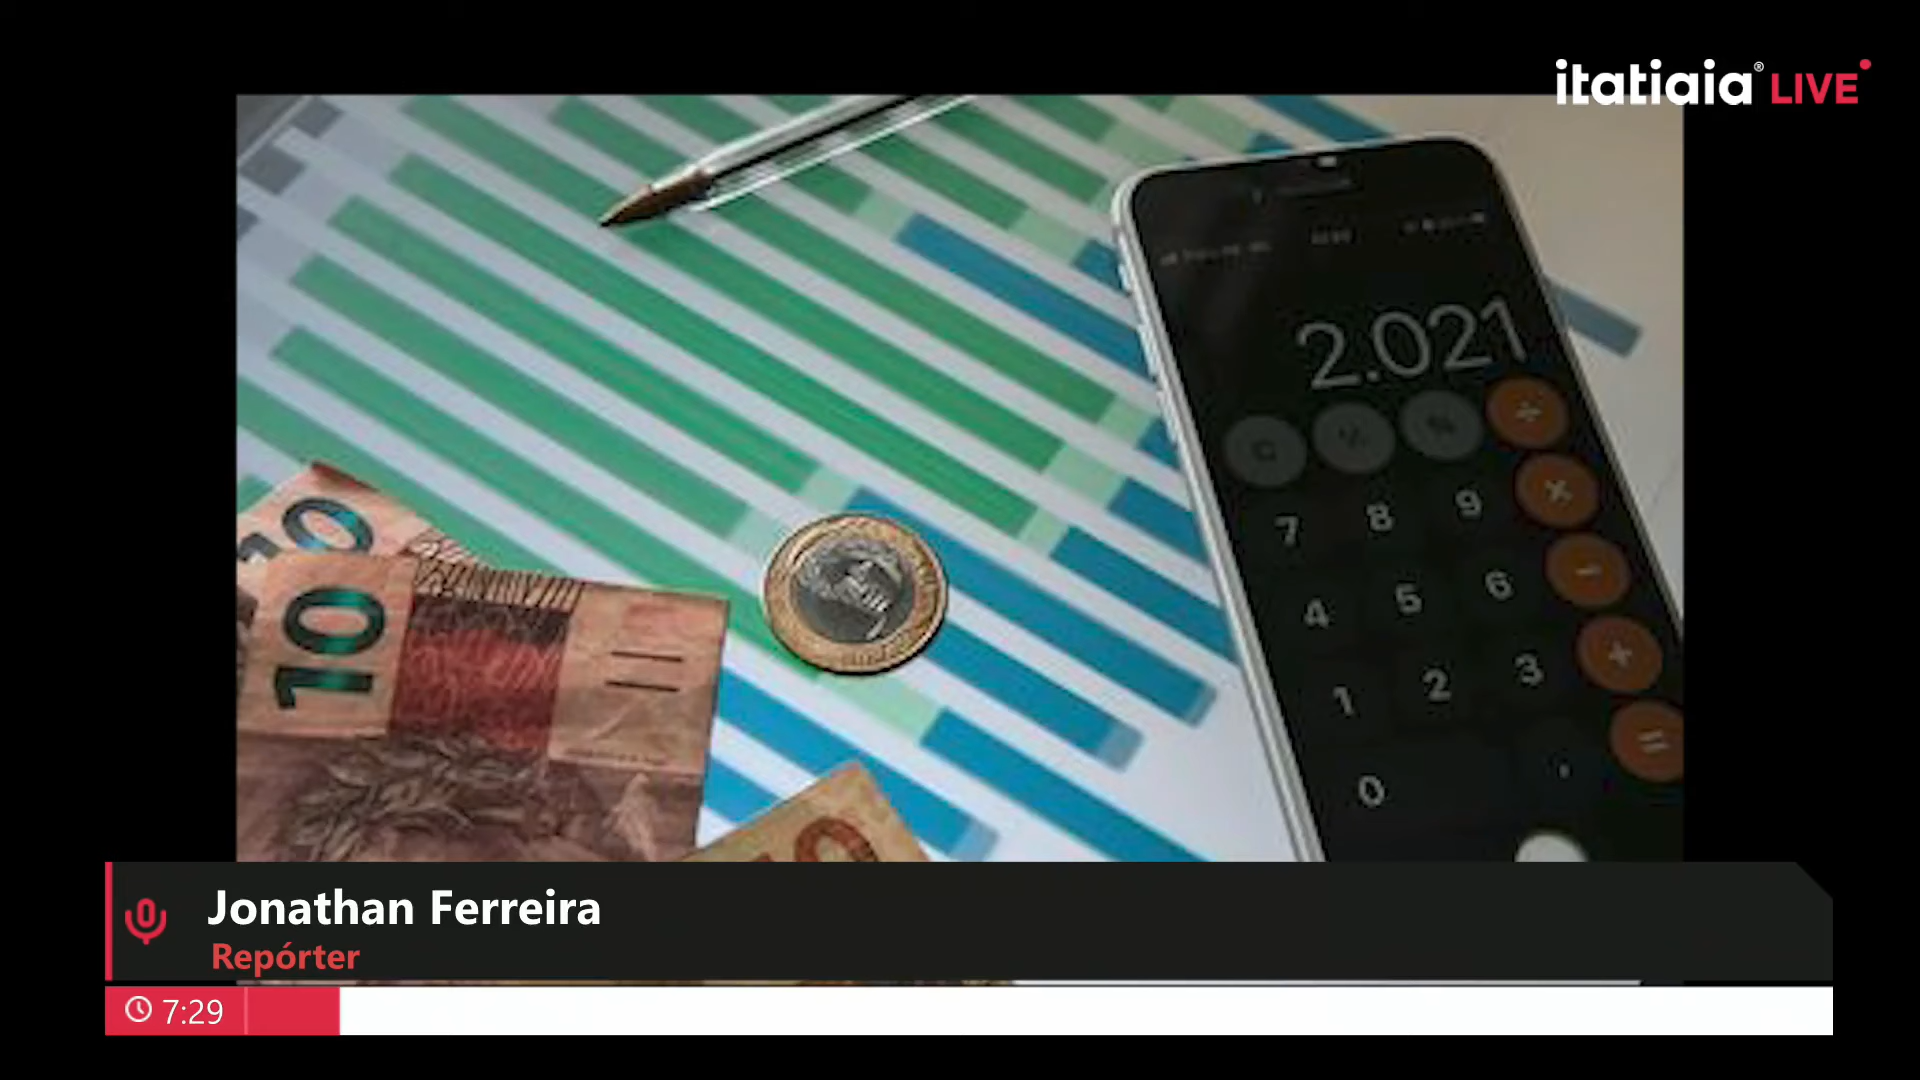 itatiaia® LIVE
2.021
÷
7 8 9 ×
4 5 6 −
1 2 3 +
0 , =
10
10
10
Jonathan Ferreira
Repórter
7:29